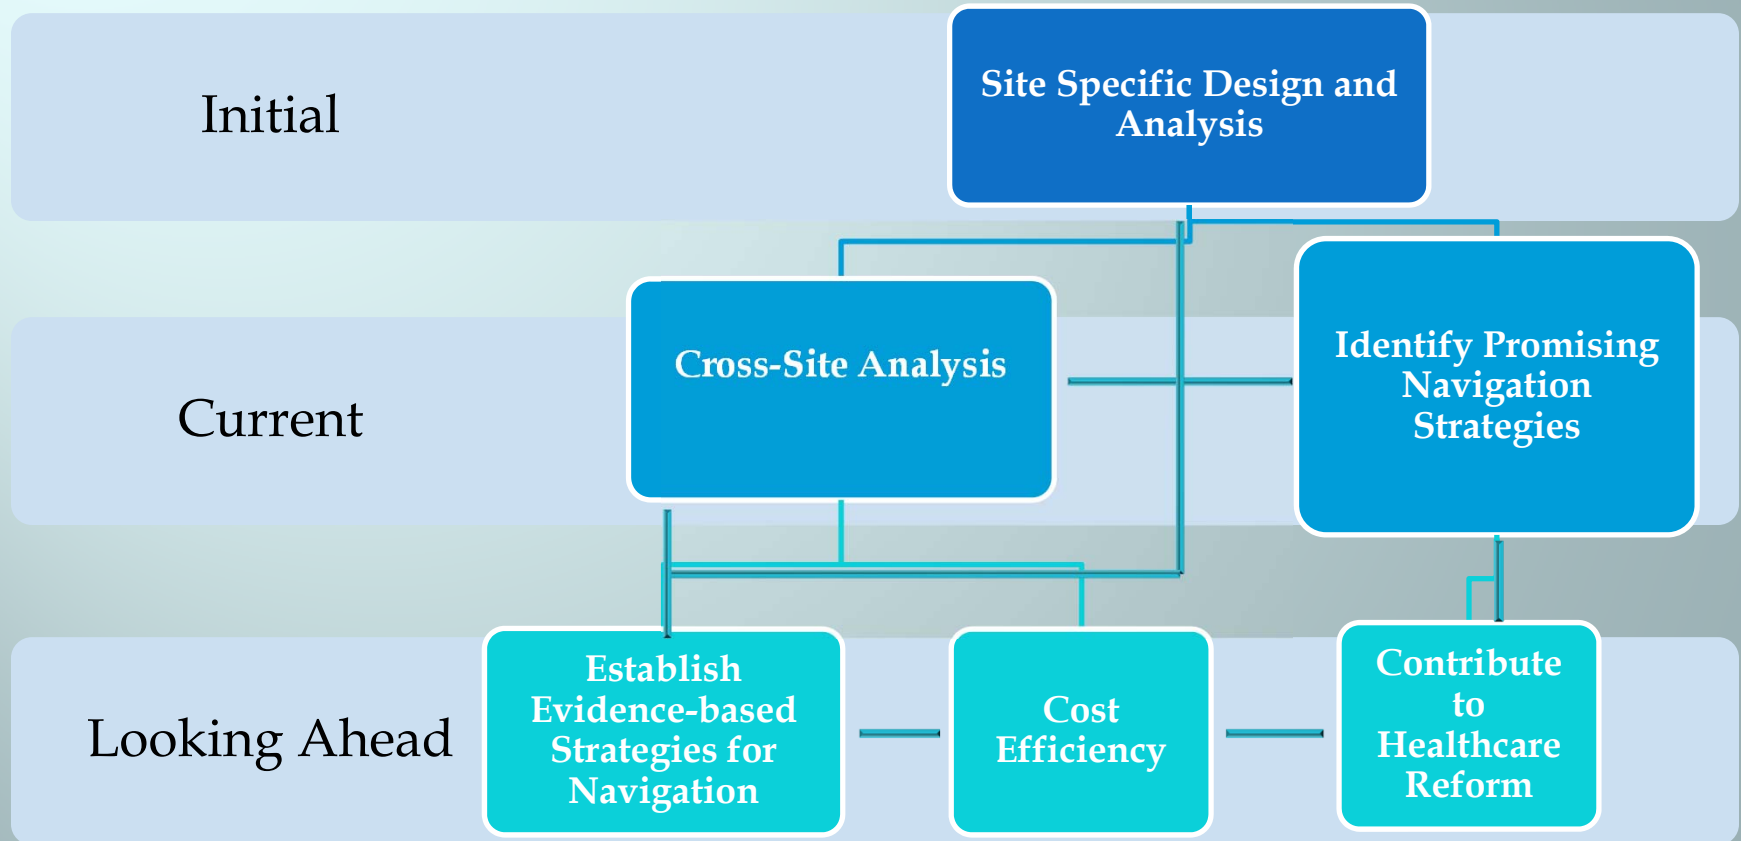 Initial
Site Specific Design and
Analysis
Current
Cross-Site Analysis
Identify Promising
Navigation
Strategies
Looking Ahead
Establish
Evidence-based
Strategies for
Navigation
Cost
Efficiency
Contribute
to
Healthcare
Reform